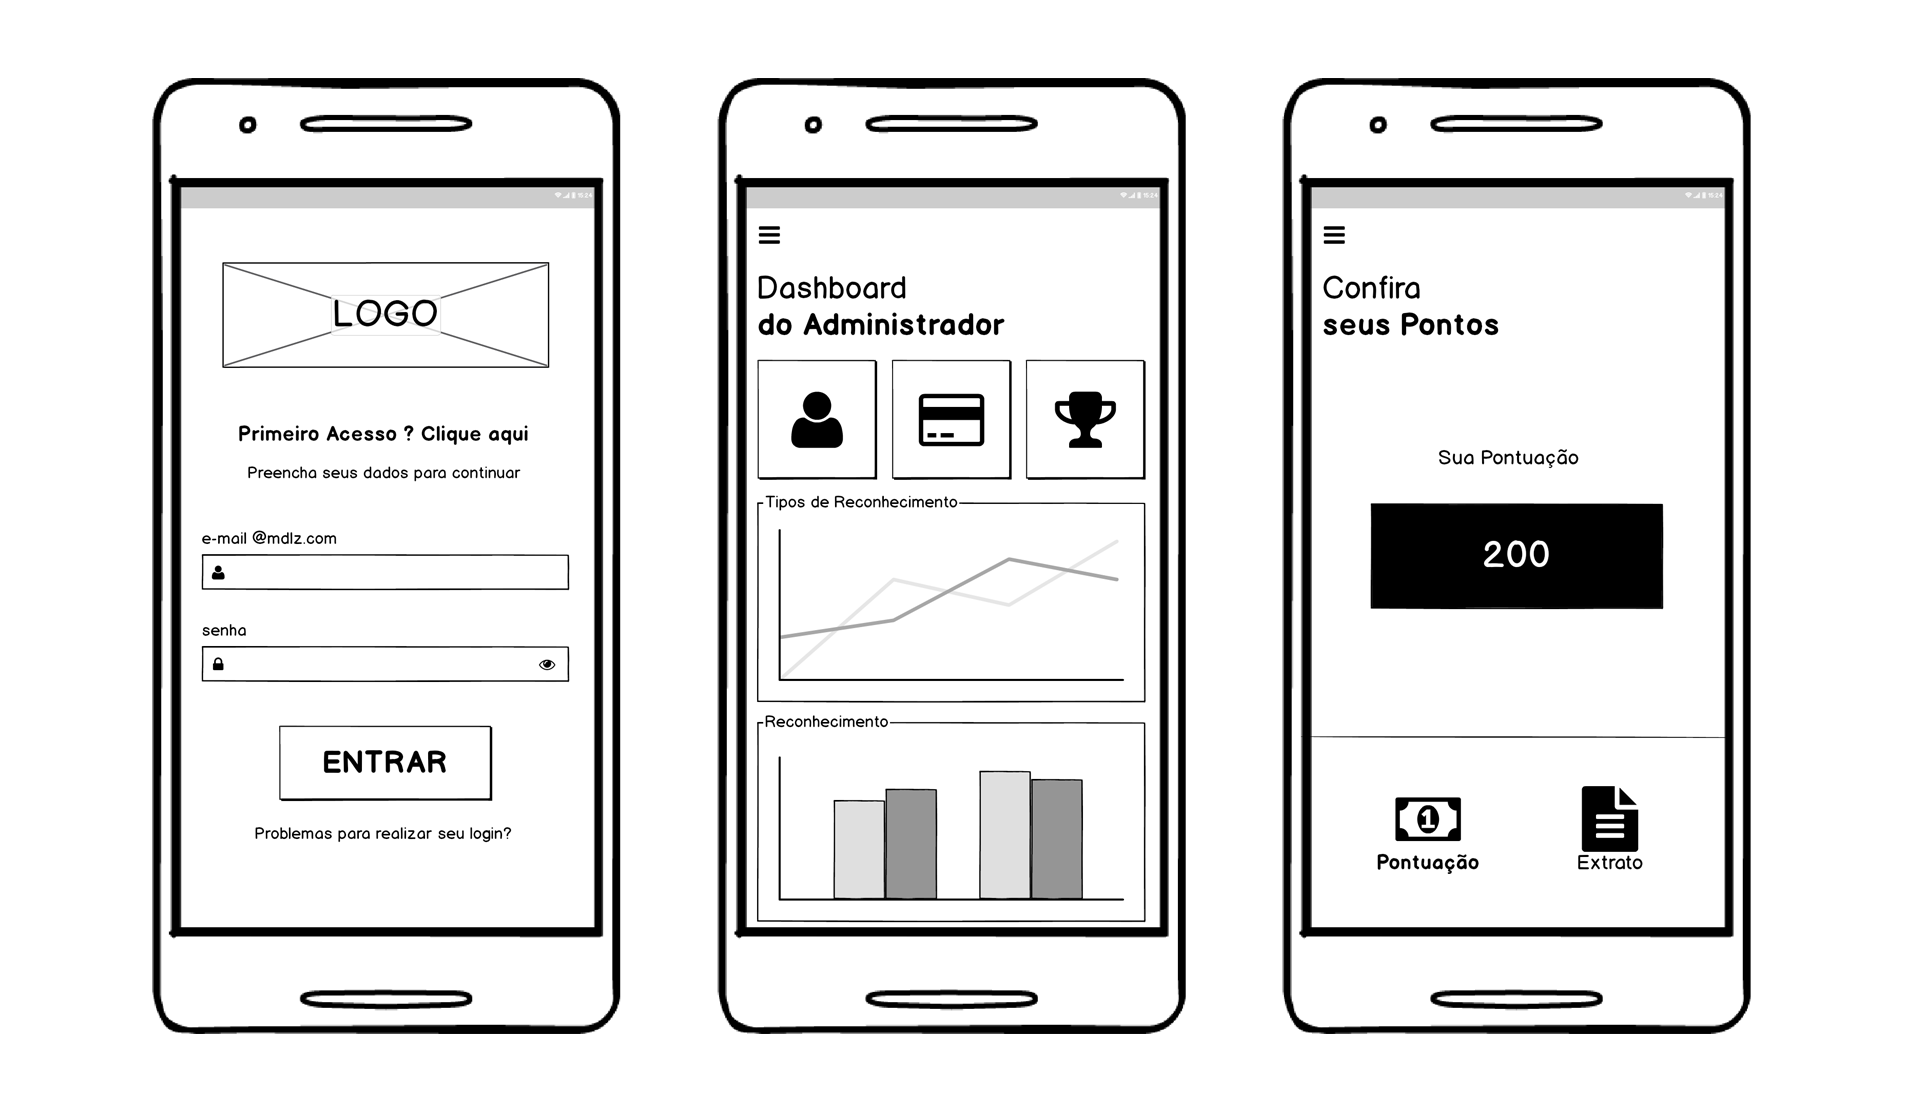 LOGO
Primeiro Acesso ? Clique aqui
Preencha seus dados para continuar
e-mail @mdlz.com
senha
ENTRAR
Problemas para realizar seu login?
Dashboard
do Administrador
Tipos de Reconhecimento
Reconhecimento
Confira
seus Pontos
Sua Pontuação
200
1
Pontuação
Extrato